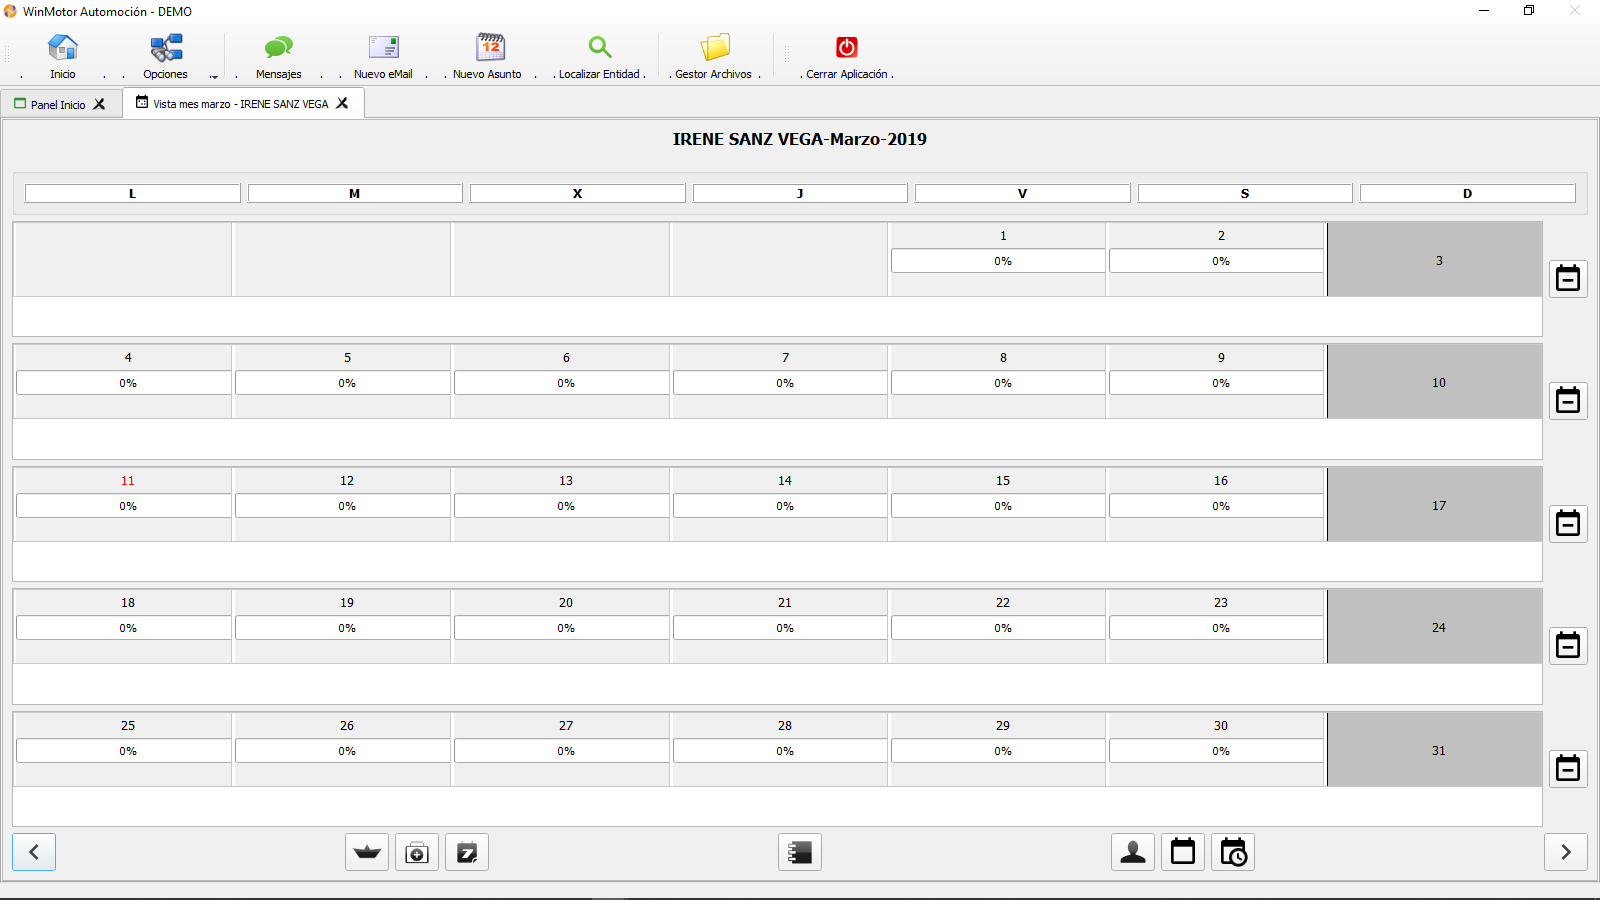 WinMotor Automoción - DEMO
. Inicio . . Opciones . Mensajes . . Nuevo eMail . . Nuevo Asunto . . Localizar Entidad . . Gestor Archivos . . Cerrar Aplicación .
Panel Inicio Vista mes marzo - IRENE SANZ VEGA
IRENE SANZ VEGA-Marzo-2019
L M X J V S D
1 2 3
0% 0%
4 5 6 7 8 9 10
0% 0% 0% 0% 0% 0%
11 12 13 14 15 16 17
0% 0% 0% 0% 0% 0%
18 19 20 21 22 23 24
0% 0% 0% 0% 0% 0%
25 26 27 28 29 30 31
0% 0% 0% 0% 0% 0%